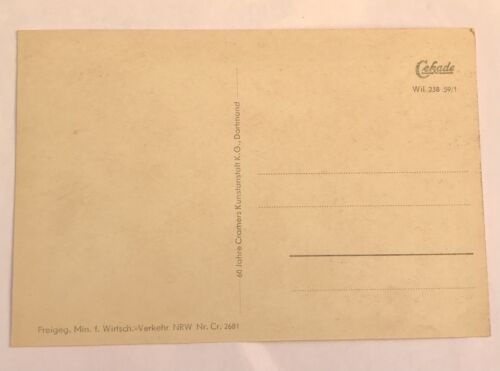 Cekade
Wil. 238 59/1
60 Jahre Cramers Kunstanstalt K.G., Dortmund
Freigeg. Min. f. Wirtsch.-Verkehr NRW Nr. Cr. 2681